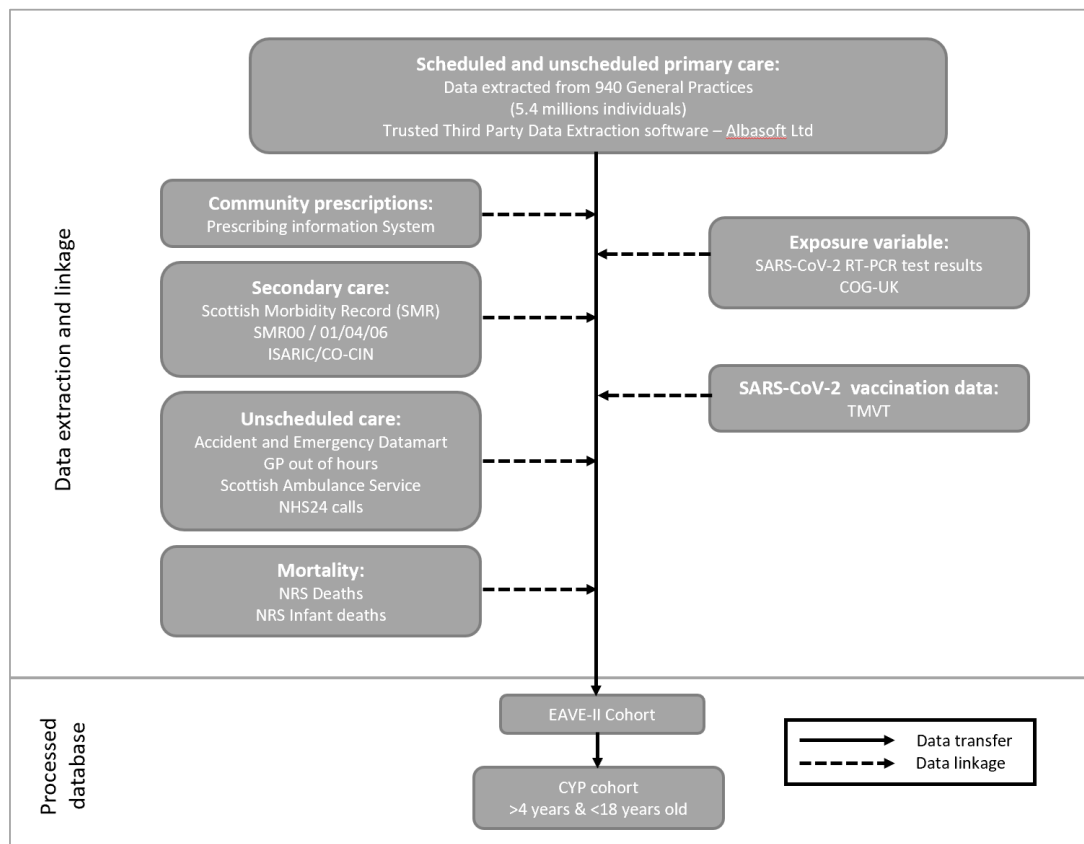 Data extraction and linkage
Scheduled and unscheduled primary care:
Data extracted from 940 General Practices
(5.4 millions individuals)
Trusted Third Party Data Extraction software – Albasoft Ltd
Community prescriptions:
Prescribing information System
Exposure variable:
SARS-CoV-2 RT-PCR test results
COG-UK
Secondary care:
Scottish Morbidity Record (SMR)
SMR00 / 01/04/06
ISARIC/CO-CIN
SARS-CoV-2 vaccination data:
TMVT
Unscheduled care:
Accident and Emergency Datamart
GP out of hours
Scottish Ambulance Service
NHS24 calls
Mortality:
NRS Deaths
NRS Infant deaths
Processed
database
EAVE-II Cohort
CYP cohort
>4 years & <18 years old
Data transfer
Data linkage